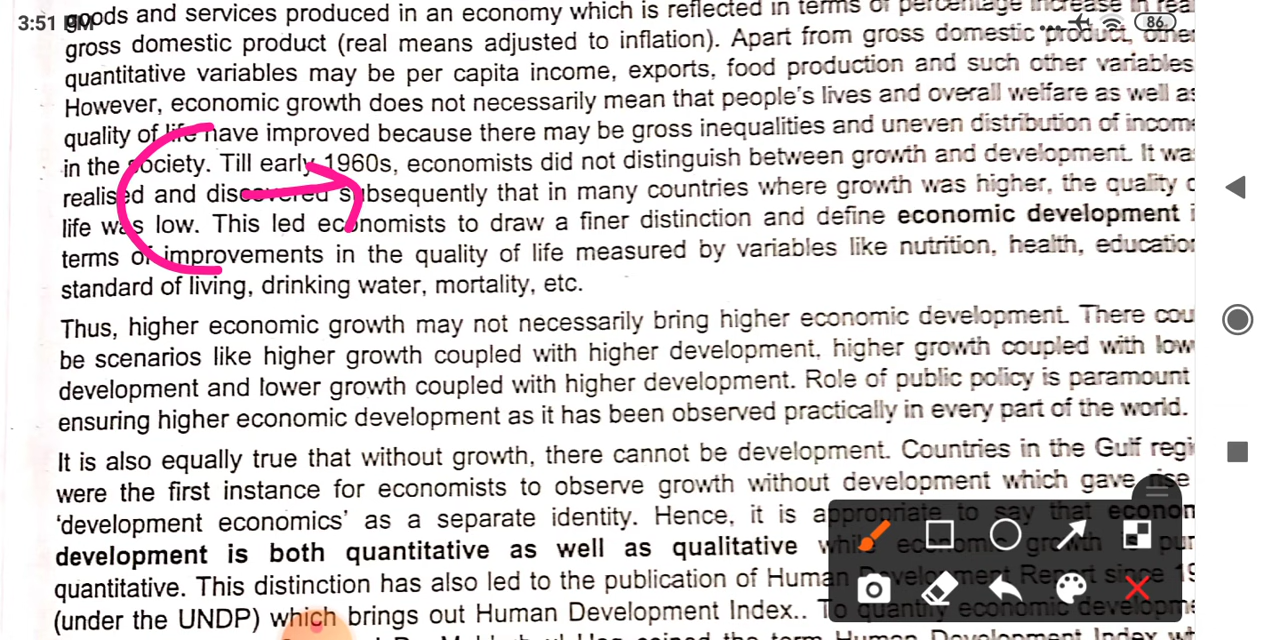 3:51 PM
86
goods and services produced in an economy which is reflected in terms of percentage increase in real
gross domestic product (real means adjusted to inflation). Apart from gross domestic product, other
quantitative variables may be per capita income, exports, food production and such other variables
However, economic growth does not necessarily mean that people's lives and overall welfare as well as
quality of life have improved because there may be gross inequalities and uneven distribution of income
in the society. Till early 1960s, economists did not distinguish between growth and development. It wa
realised and discovered subsequently that in many countries where growth was higher, the quality o
life was low. This led economists to draw a finer distinction and define economic development i
terms of improvements in the quality of life measured by variables like nutrition, health, education
standard of living, drinking water, mortality, etc.
Thus, higher economic growth may not necessarily bring higher economic development. There cou
be scenarios like higher growth coupled with higher development, higher growth coupled with low
development and lower growth coupled with higher development. Role of public policy is paramount
ensuring higher economic development as it has been observed practically in every part of the world.
It is also equally true that without growth, there cannot be development. Countries in the Gulf regi
were the first instance for economists to observe growth without development which gave rise
'development economics' as a separate identity. Hence, it is appropriate to say that econom
development is both quantitative as well as qualitative while economic growth is pur
quantitative. This distinction has also led to the publication of Human Development Report since 19
(under the UNDP) which brings out Human Development Index.. To quantify economic developme
coined the term Human Development Index